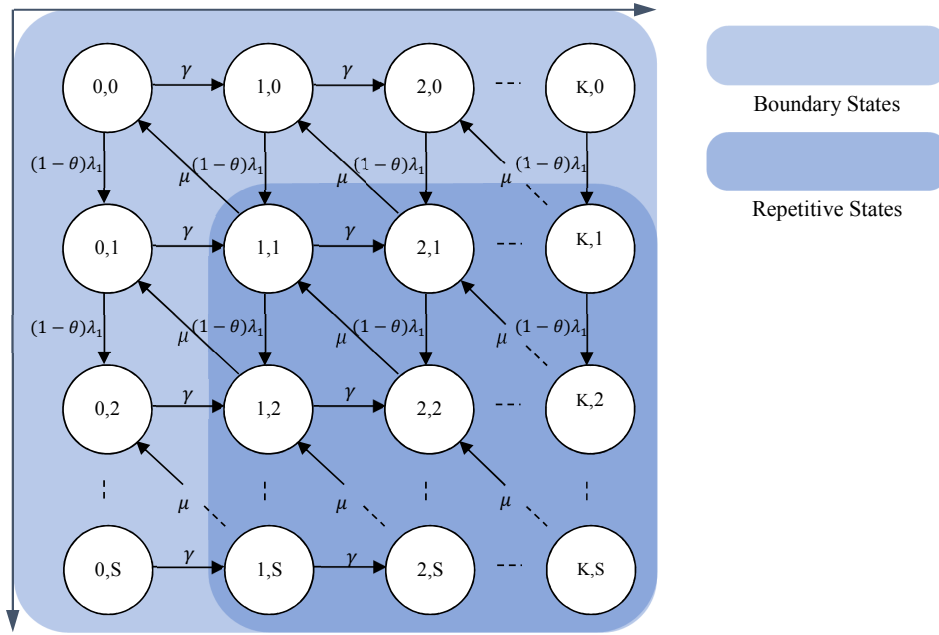 γ γ
0,0 1,0 2,0 K,0
Boundary States
(1 − θ)λ₁ μ (1 − θ)λ₁ μ (1 − θ)λ₁ μ (1 − θ)λ₁
Repetitive States
γ γ
0,1 1,1 2,1 K,1
(1 − θ)λ₁ μ (1 − θ)λ₁ μ (1 − θ)λ₁ μ (1 − θ)λ₁
γ γ
0,2 1,2 2,2 K,2
μ μ μ
γ γ
0,S 1,S 2,S K,S